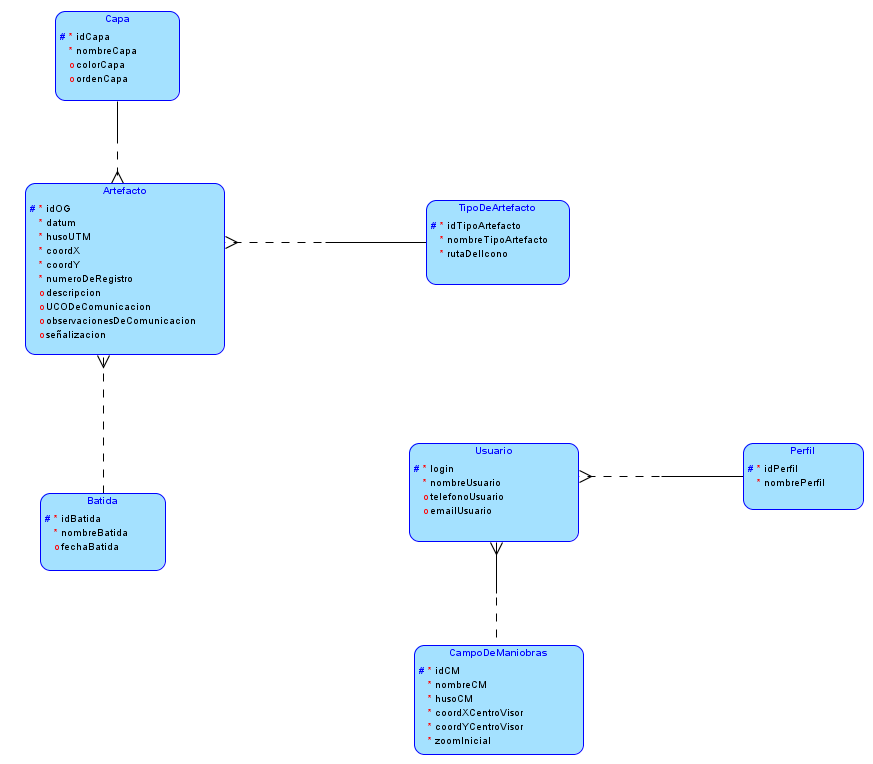 Capa
# * idCapa
* nombreCapa
o colorCapa
o ordenCapa
Artefacto
# * idOG
* datum
* husoUTM
* coordX
* coordY
* numeroDeRegistro
o descripcion
o UCODeComunicacion
o observacionesDeComunicacion
o señalizacion
TipoDeArtefacto
# * idTipoArtefacto
* nombreTipoArtefacto
* rutaDelIcono
Batida
# * idBatida
* nombreBatida
o fechaBatida
Usuario
# * login
* nombreUsuario
o telefonoUsuario
o emailUsuario
Perfil
# * idPerfil
* nombrePerfil
CampoDeManiobras
# * idCM
* nombreCM
* husoCM
* coordXCentroVisor
* coordYCentroVisor
* zoomInicial